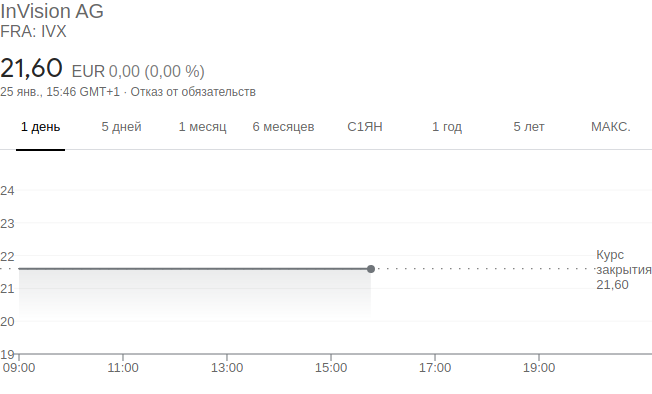 InVision AG
FRA: IVX
21,60 EUR 0,00 (0,00 %)
25 янв., 15:46 GMT+1 · Отказ от обязательств
1 день 5 дней 1 месяц 6 месяцев С1ЯН 1 год 5 лет МАКС.
24
23
22
21
20
19
Курс
закрытия
21,60
09:00 11:00 13:00 15:00 17:00 19:00